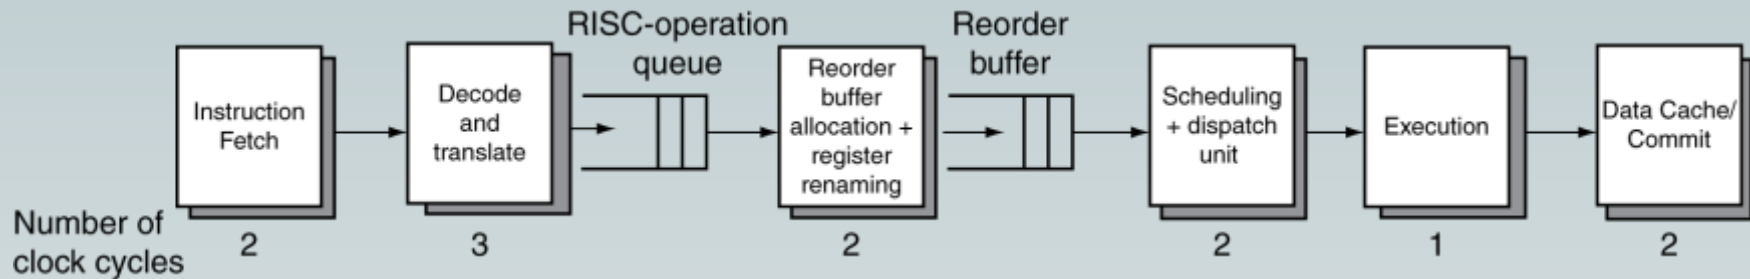 RISC-operation
queue
Reorder
buffer
Instruction
Fetch
Decode
and
translate
Reorder
buffer
allocation +
register
renaming
Scheduling
+ dispatch
unit
Execution
Data Cache/
Commit
Number of
clock cycles
2
3
2
2
1
2